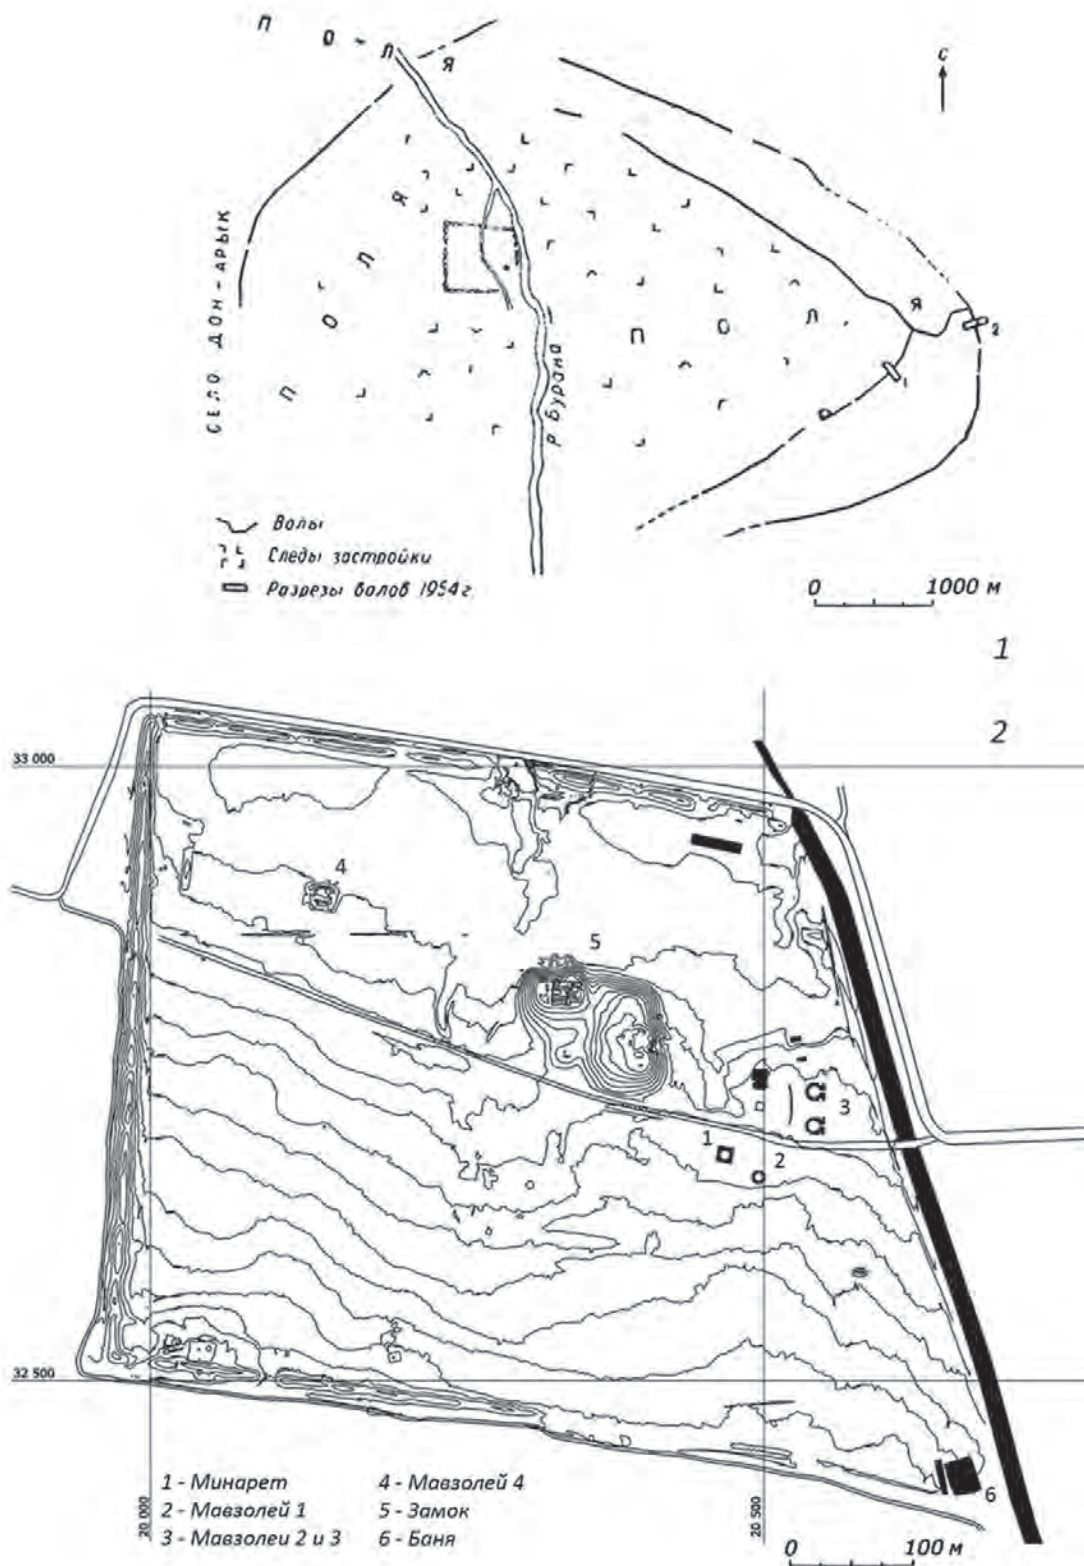 П О Л Я
С
СЕЛО ДОН-АРЫК
П О Л Я
П О Л Я
р Бурана
2
1
Валы
Следы застройки
Разрезы валов 1954г.
0 1000 м
1
2
33 000
4
5
3
1
2
32 500
6
20 000
20 500
1 - Минарет
2 - Мавзолей 1
3 - Мавзолеи 2 и 3
4 - Мавзолей 4
5 - Замок
6 - Баня
0 100 м